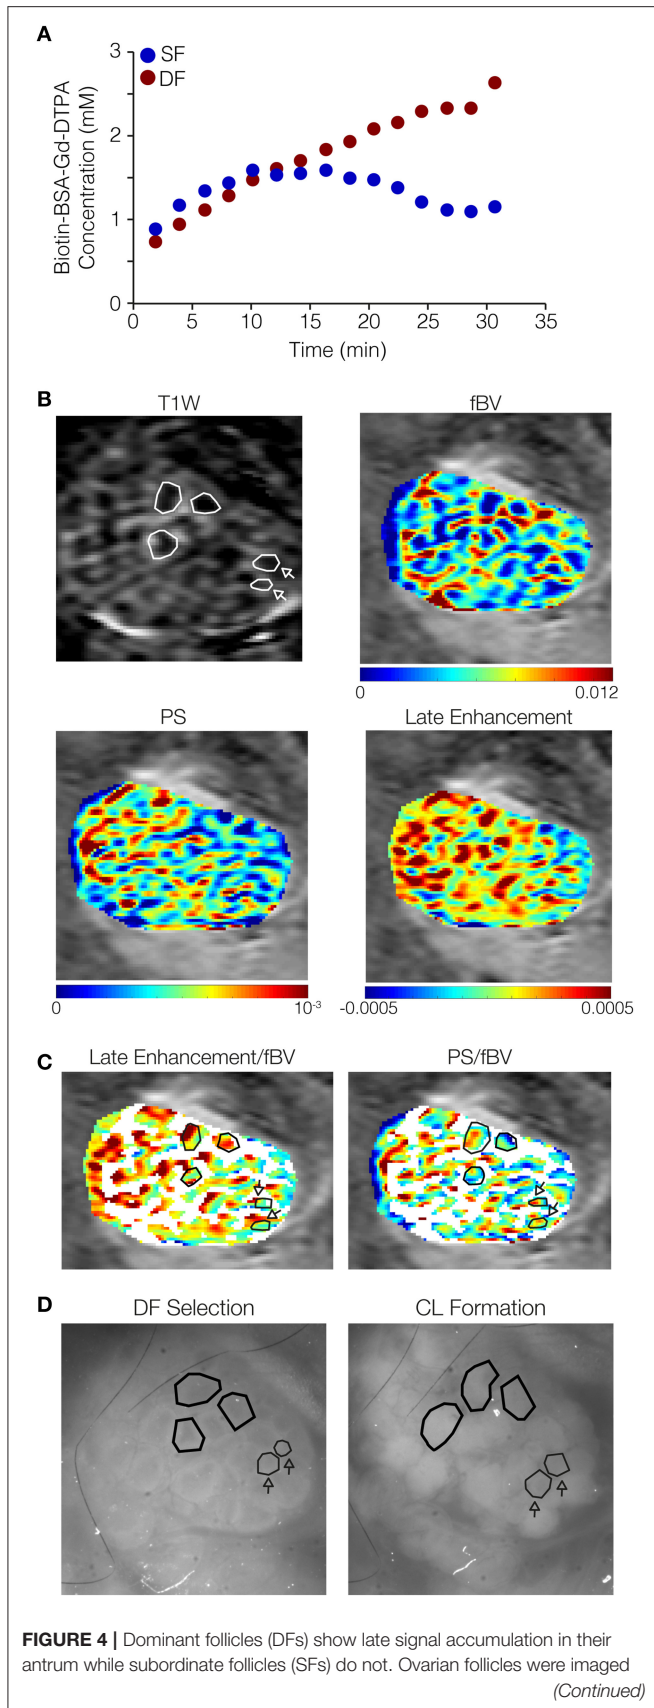 A
3
2
1
0
SF
DF
Biotin-BSA-Gd-DTPA
Concentration (mM)
0 5 10 15 20 25 30 35
Time (min)
B
T1W
fBV
0 0.012
PS
Late Enhancement
0 10-3
-0.0005 0.0005
C
Late Enhancement/fBV
PS/fBV
D
DF Selection
CL Formation
FIGURE 4 | Dominant follicles (DFs) show late signal accumulation in their
antrum while subordinate follicles (SFs) do not. Ovarian follicles were imaged
(Continued)